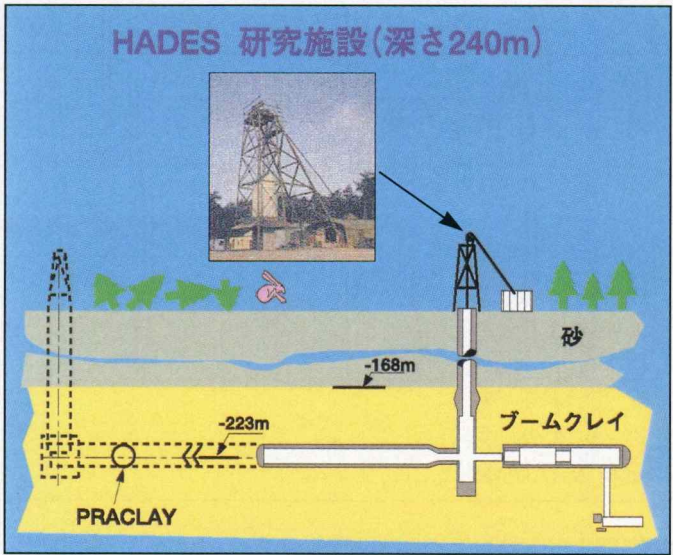 HADES 研究施設(深さ240m)
砂
-168m
ブームクレイ
-223m
PRACLAY